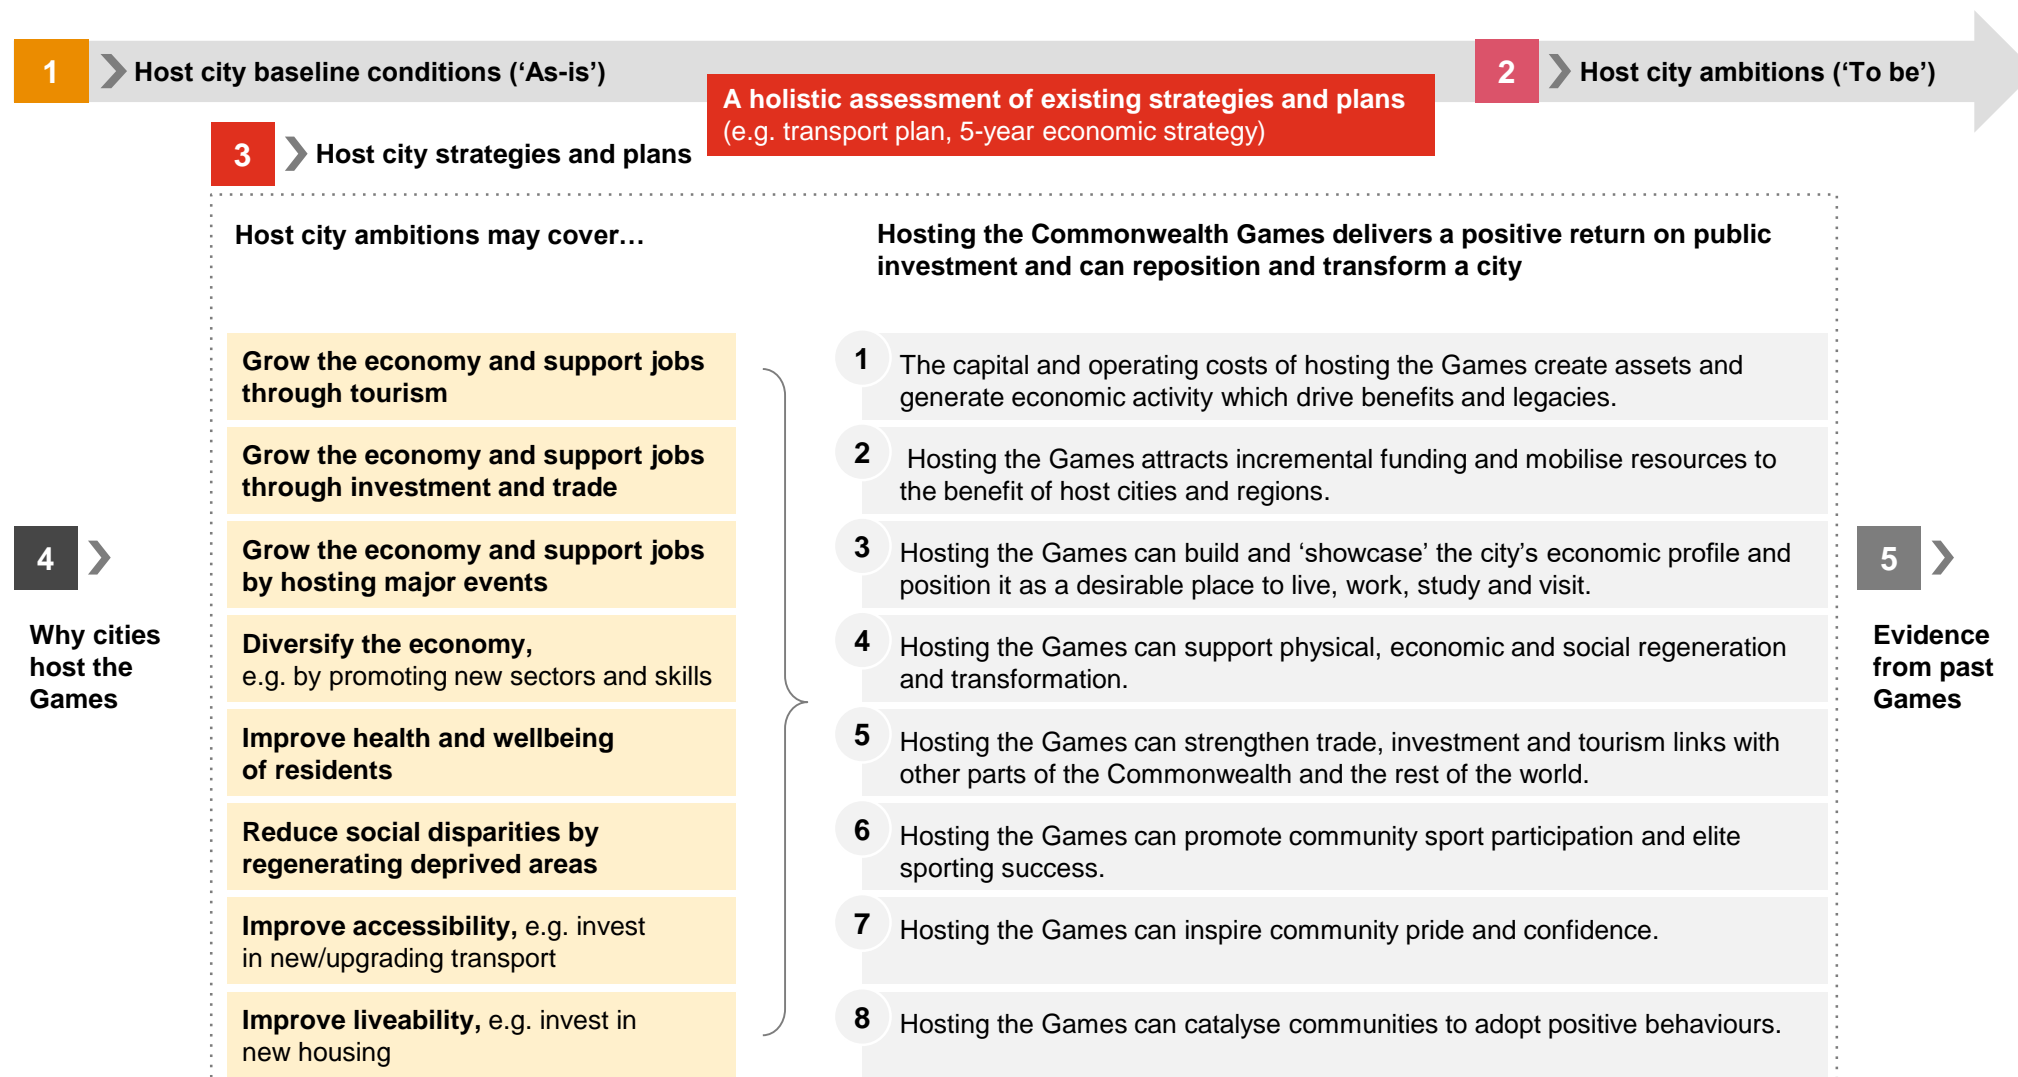 1
Host city baseline conditions (‘As-is’)
2
Host city ambitions (‘To be’)
A holistic assessment of existing strategies and plans
(e.g. transport plan, 5-year economic strategy)
3
Host city strategies and plans
Host city ambitions may cover…
Hosting the Commonwealth Games delivers a positive return on public
investment and can reposition and transform a city
Grow the economy and support jobs
through tourism
Grow the economy and support jobs
through investment and trade
Grow the economy and support jobs
by hosting major events
Diversify the economy,
e.g. by promoting new sectors and skills
Improve health and wellbeing
of residents
Reduce social disparities by
regenerating deprived areas
Improve accessibility, e.g. invest
in new/upgrading transport
Improve liveability, e.g. invest in
new housing
1
The capital and operating costs of hosting the Games create assets and
generate economic activity which drive benefits and legacies.
2
Hosting the Games attracts incremental funding and mobilise resources to
the benefit of host cities and regions.
3
Hosting the Games can build and ‘showcase’ the city’s economic profile and
position it as a desirable place to live, work, study and visit.
4
Hosting the Games can support physical, economic and social regeneration
and transformation.
5
Hosting the Games can strengthen trade, investment and tourism links with
other parts of the Commonwealth and the rest of the world.
6
Hosting the Games can promote community sport participation and elite
sporting success.
7
Hosting the Games can inspire community pride and confidence.
8
Hosting the Games can catalyse communities to adopt positive behaviours.
4
Why cities
host the
Games
5
Evidence
from past
Games